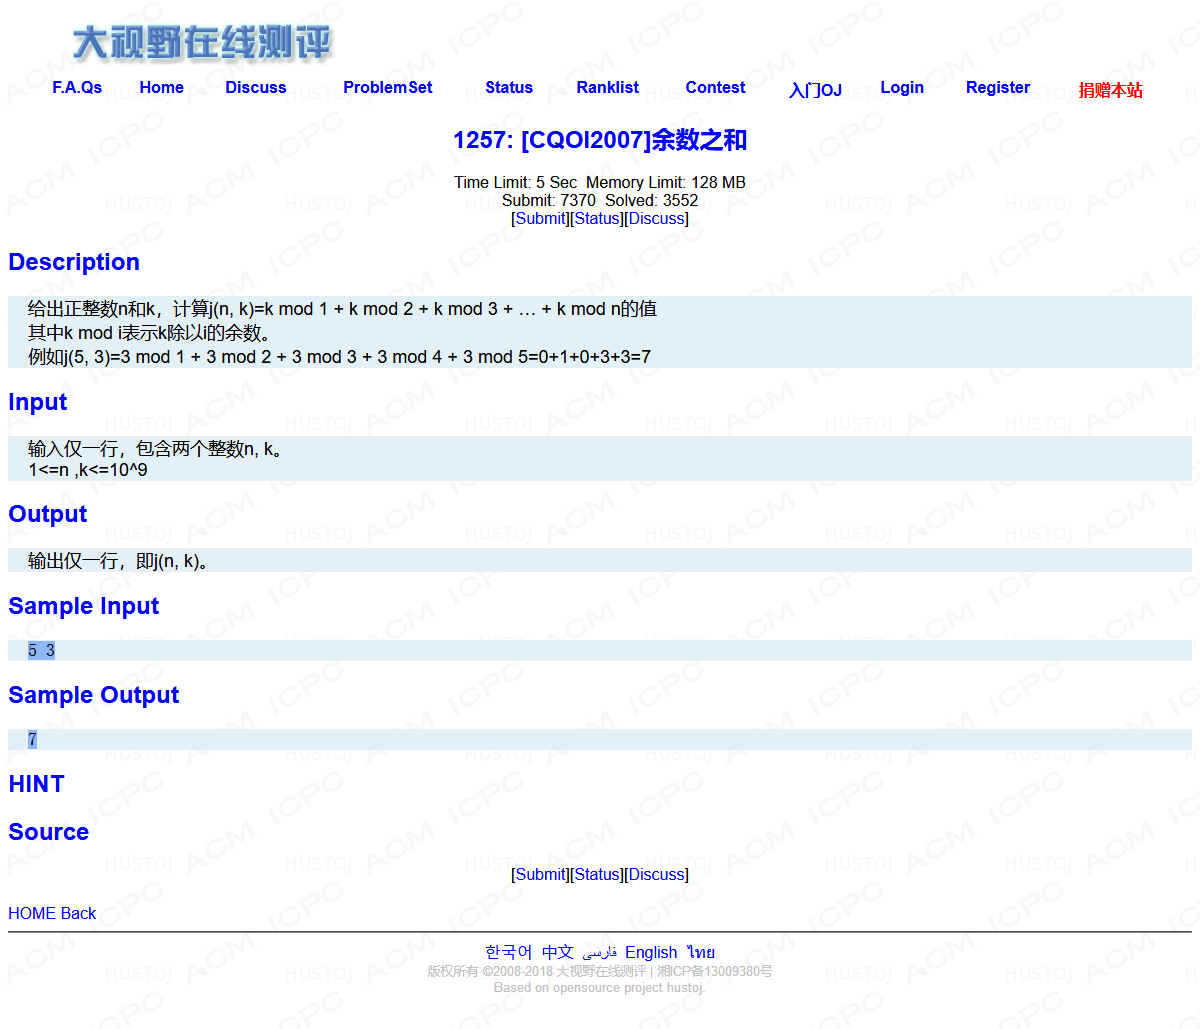 大视野在线测评
F.A.Qs Home Discuss ProblemSet Status Ranklist Contest 入门OJ Login Register 捐赠本站
1257: [CQOI2007]余数之和
Time Limit: 5 Sec  Memory Limit: 128 MB
Submit: 7370  Solved: 3552
[Submit][Status][Discuss]
Description
给出正整数n和k，计算j(n, k)=k mod 1 + k mod 2 + k mod 3 + … + k mod n的值
其中k mod i表示k除以i的余数。
例如j(5, 3)=3 mod 1 + 3 mod 2 + 3 mod 3 + 3 mod 4 + 3 mod 5=0+1+0+3+3=7
Input
输入仅一行，包含两个整数n, k。
1<=n ,k<=10^9
Output
输出仅一行，即j(n, k)。
Sample Input
5 3
Sample Output
7
HINT
Source
[Submit][Status][Discuss]
HOME Back
한국어 中文 فارسی English ไทย
版权所有 ©2008-2018 大视野在线测评 | 湘ICP备13009380号
Based on opensource project hustoj.